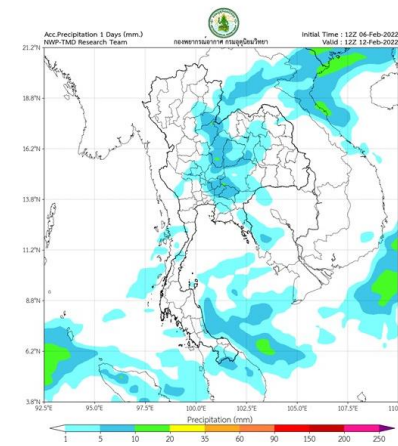 Acc.Precipitation 1 Days (mm.)
NWP-TMD Research Team
กองพยากรณ์อากาศ กรมอุตุนิยมวิทยา
Initial Time : 12Z 06-Feb-2022
Valid : 12Z 12-Feb-2022
21.2°N
18.8°N
16.2°N
13.8°N
11.2°N
8.8°N
6.2°N
3.8°N
92.5°E 95.0°E 97.5°E 100.0°E 102.5°E 105.0°E 107.5°E 110
Precipitation (mm)
1 5 10 20 35 60 90 150 200 250